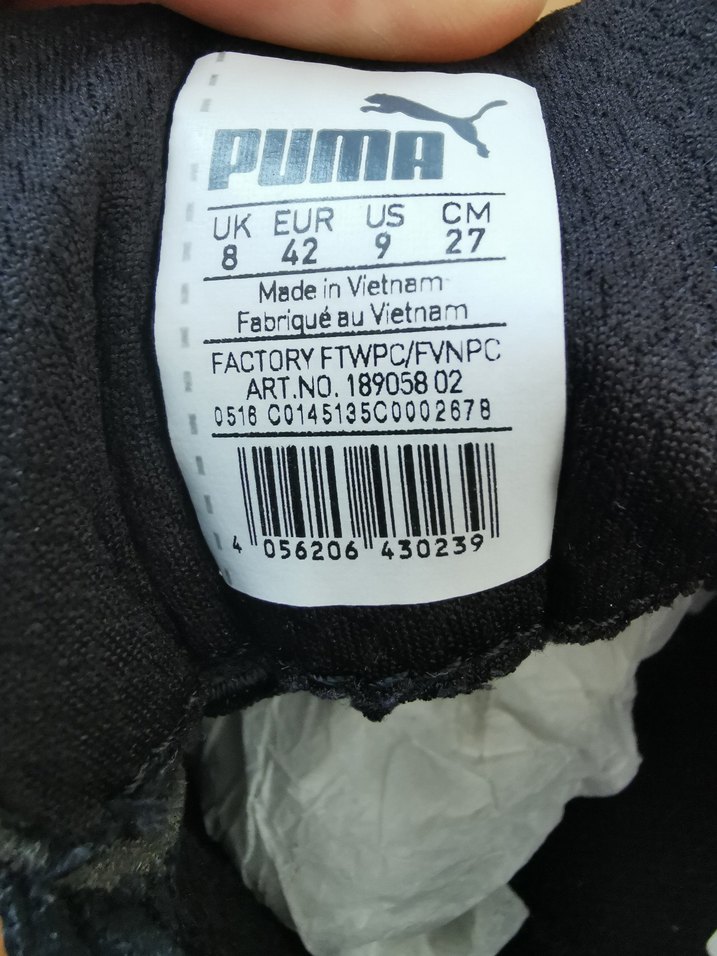 PUMA
UK EUR US CM
8 42 9 27
Made in Vietnam
Fabriqué au Vietnam
FACTORY FTWPC/FVNPC
ART.NO. 189058 02
0516 C0145135C0002678
4 056206 430239